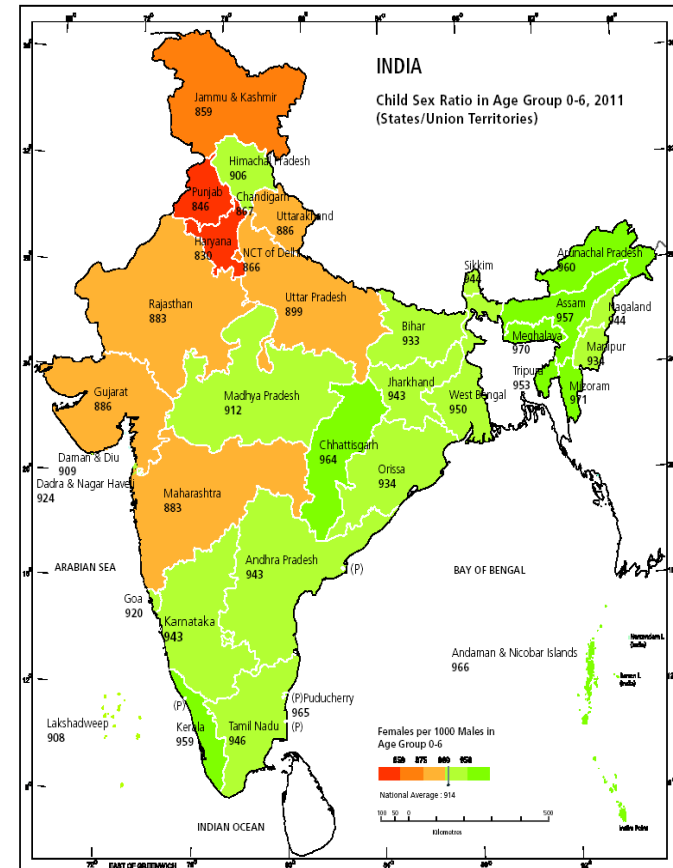 INDIA
Child Sex Ratio in Age Group 0-6, 2011
(States/Union Territories)
Jammu & Kashmir
859
Himachal Pradesh
906
Punjab
846
Chandigarh
867
Uttarakhand
886
Haryana
830
NCT of Delhi
866
Rajasthan
883
Uttar Pradesh
899
Sikkim
944
Arunachal Pradesh
960
Assam
957
Nagaland
944
Bihar
933
Meghalaya
970
Manipur
934
Tripura
953
Mizoram
971
Gujarat
886
Madhya Pradesh
912
Jharkhand
943
West Bengal
950
Chhattisgarh
964
Orissa
934
Daman & Diu
909
Dadra & Nagar Haveli
924
Maharashtra
883
Andhra Pradesh
943
(P)
ARABIAN SEA
BAY OF BENGAL
Goa
920
Karnataka
943
Andaman & Nicobar Islands
966
(P)
(P)Puducherry
965
(P)
Lakshadweep
908
Kerala
959
Tamil Nadu
946
Females per 1000 Males in
Age Group 0-6
National Average : 914
Kilometres
INDIAN OCEAN
EAST OF GREENWICH